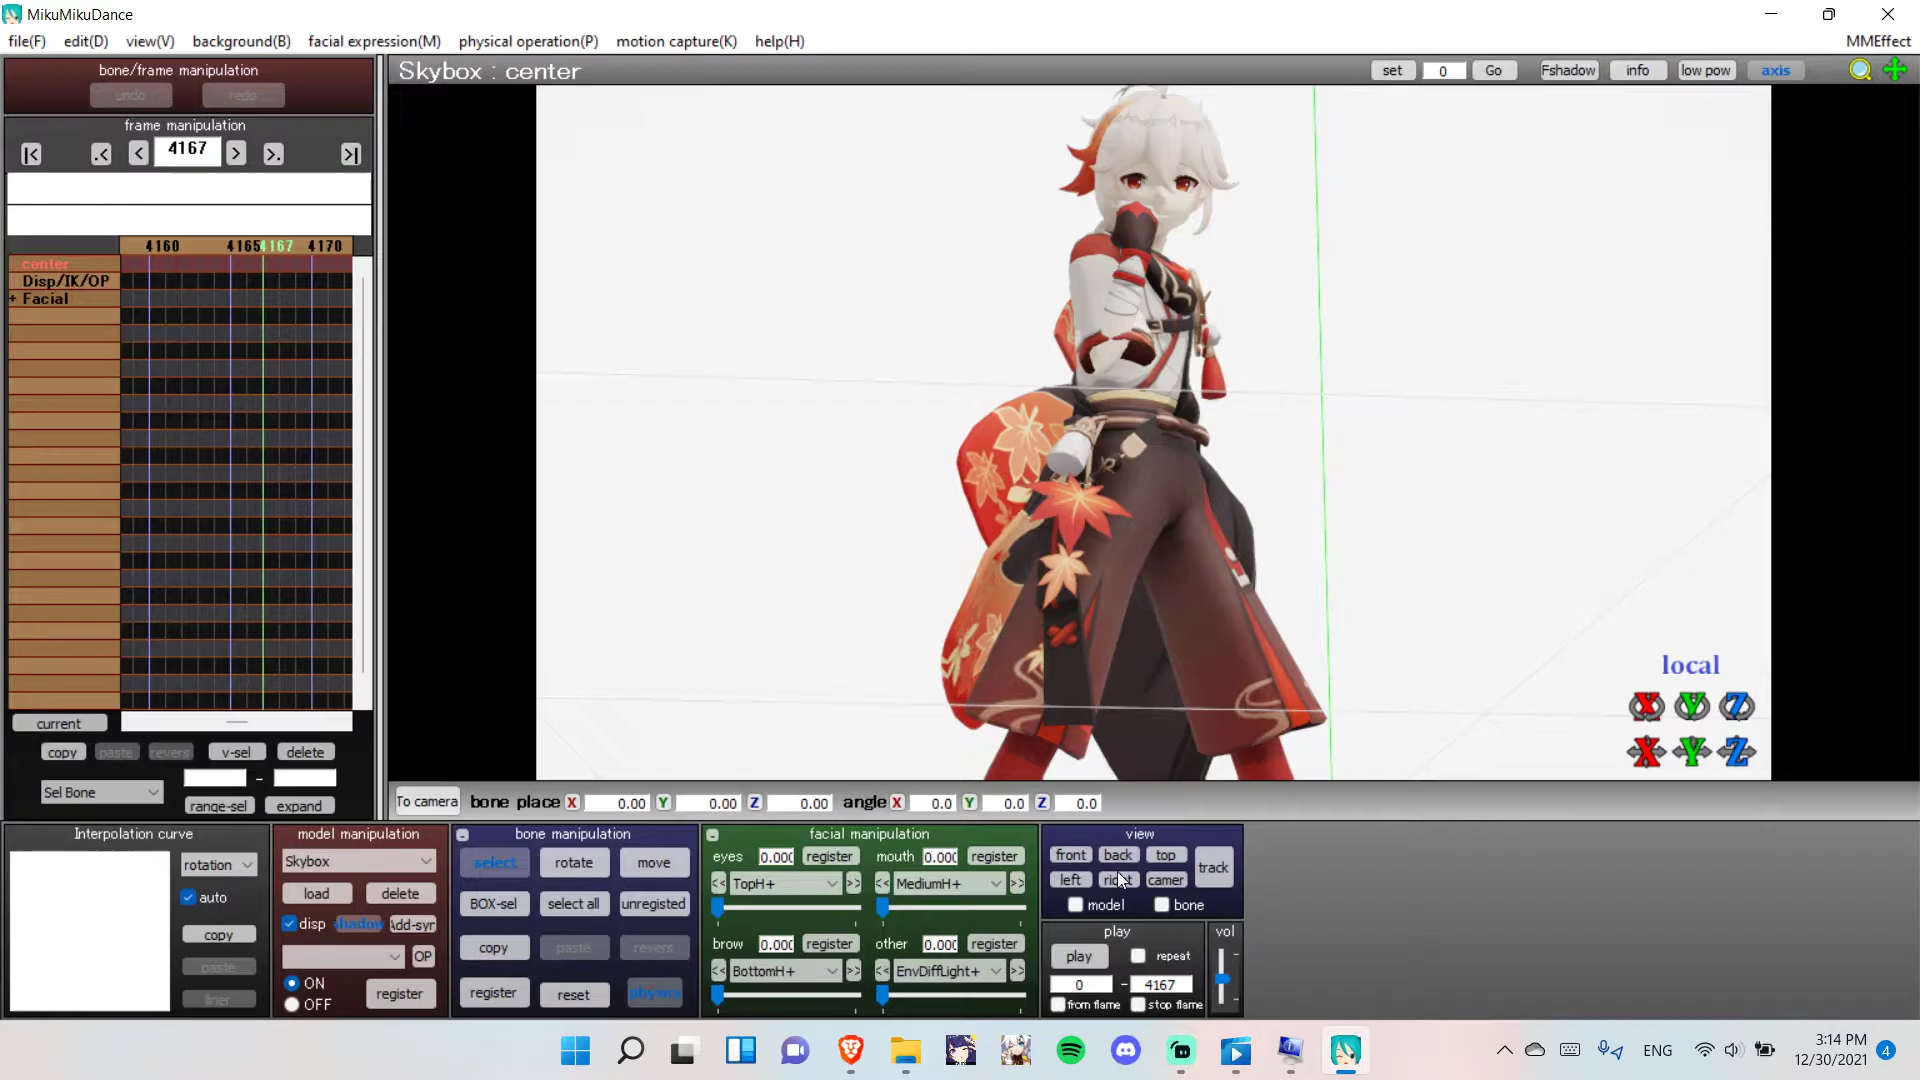 MikuMikuDance
file(F) edit(D) view(V) background(B) facial expression(M) physical operation(P) motion capture(K) help(H) MMEffect
bone/frame manipulation
undo redo
Skybox : center
set 0 Go Fshadow info low pow axis
frame manipulation
|< .< < 4167 > >. >|
4160 4165 4167 4170
center
Disp/IK/OP
+ Facial
local
X Y Z
X Y Z
current
copy paste revers v-sel delete
Sel Bone -
range-sel expand
To camera bone place X 0.00 Y 0.00 Z 0.00 angle X 0.0 Y 0.0 Z 0.0
Interpolation curve
rotation
auto
copy
paste
liner
model manipulation
Skybox
load delete
disp shadow Add-syn
OP
ON
OFF
register
- bone manipulation
select rotate move
BOX-sel select all unregisted
copy paste revers
register reset physics
- facial manipulation
eyes 0.000 register mouth 0.000 register
<< TopH+ >> << MediumH+ >>
brow 0.000 register other 0.000 register
<< BottomH+ >> << EnvDiffLight+ >>
view
front back top
left right camer
track
model bone
play
play repeat
0 - 4167
from flame stop flame
vol
ENG
3:14 PM
12/30/2021
4